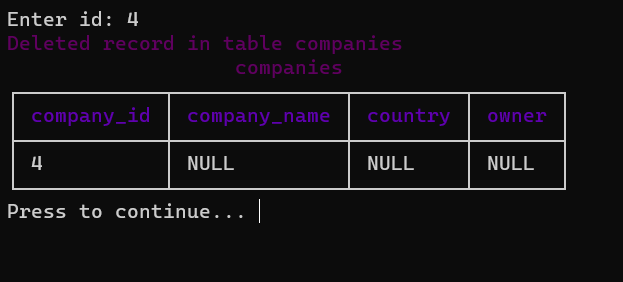 Enter id: 4
Deleted record in table companies
companies
company_id company_name country owner
4 NULL NULL NULL
Press to continue...